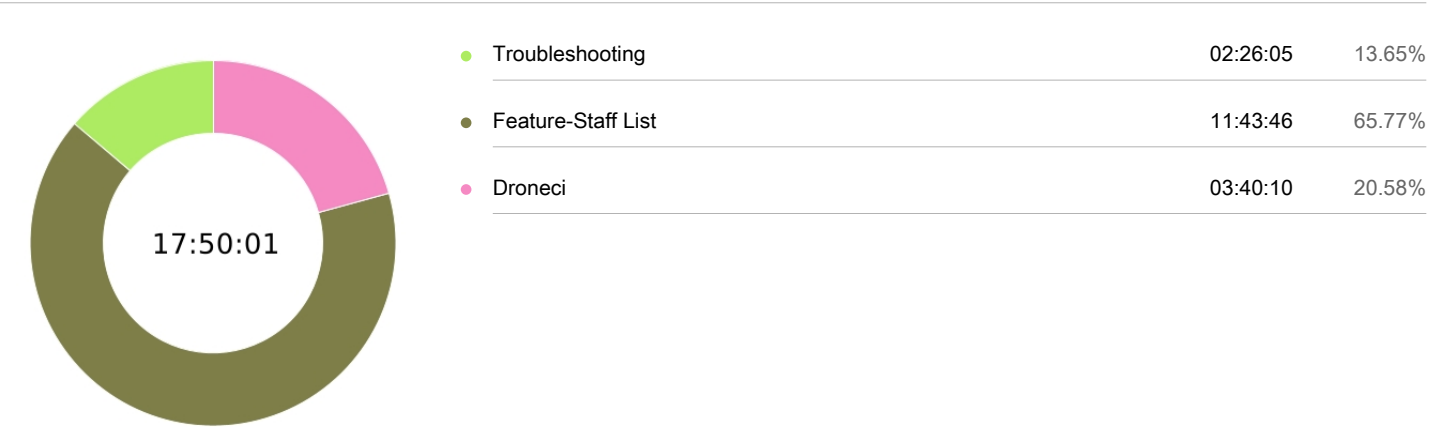 Troubleshooting 02:26:05 13.65%
Feature-Staff List 11:43:46 65.77%
Droneci 03:40:10 20.58%
17:50:01